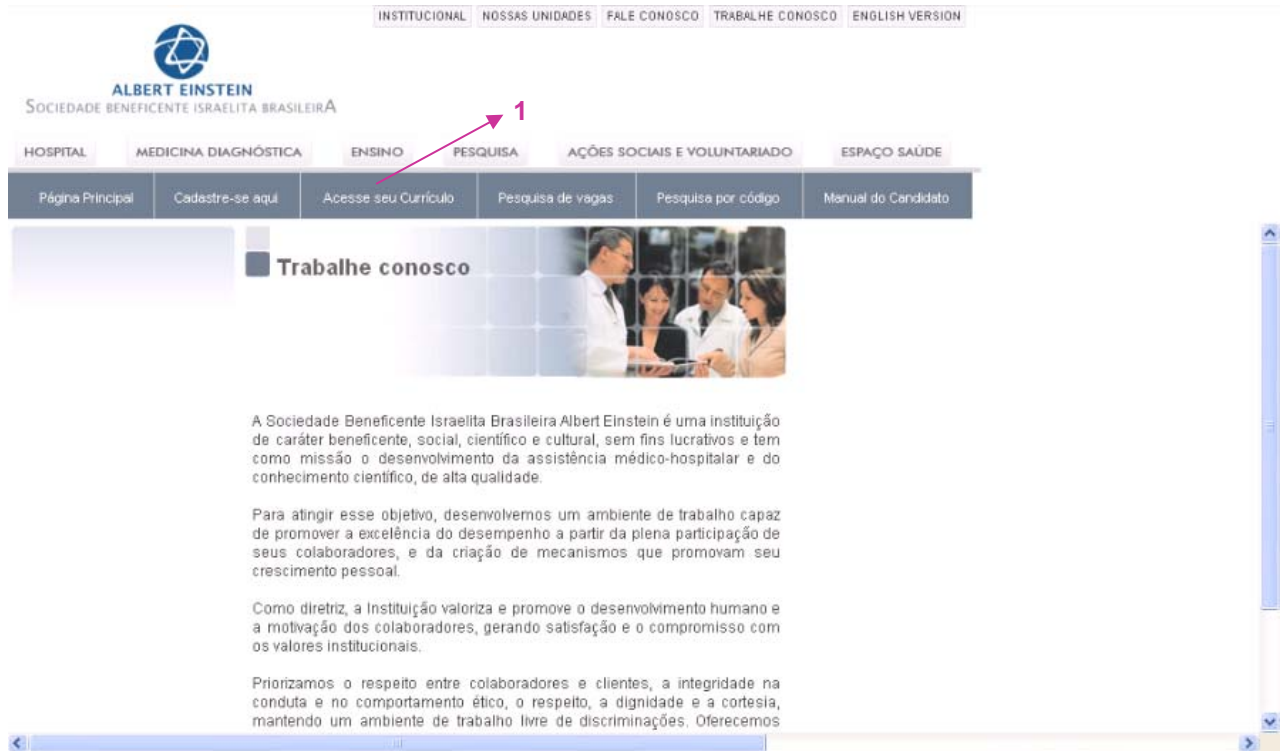 INSTITUCIONAL NOSSAS UNIDADES FALE CONOSCO TRABALHE CONOSCO ENGLISH VERSION
ALBERT EINSTEIN
SOCIEDADE BENEFICENTE ISRAELITA BRASILEIRA
1
HOSPITAL MEDICINA DIAGNÓSTICA ENSINO PESQUISA AÇÕES SOCIAIS E VOLUNTARIADO ESPAÇO SAÚDE
Página Principal Cadastre-se aqui Acesse seu Currículo Pesquisa de vagas Pesquisa por código Manual do Candidato
Trabalhe conosco
A Sociedade Beneficente Israelita Brasileira Albert Einstein é uma instituição
de caráter beneficente, social, científico e cultural, sem fins lucrativos e tem
como missão o desenvolvimento da assistência médico-hospitalar e do
conhecimento científico, de alta qualidade.
Para atingir esse objetivo, desenvolvemos um ambiente de trabalho capaz
de promover a excelência do desempenho a partir da plena participação de
seus colaboradores, e da criação de mecanismos que promovam seu
crescimento pessoal.
Como diretriz, a Instituição valoriza e promove o desenvolvimento humano e
a motivação dos colaboradores, gerando satisfação e o compromisso com
os valores institucionais.
Priorizamos o respeito entre colaboradores e clientes, a integridade na
conduta e no comportamento ético, o respeito, a dignidade e a cortesia,
mantendo um ambiente de trabalho livre de discriminações. Oferecemos